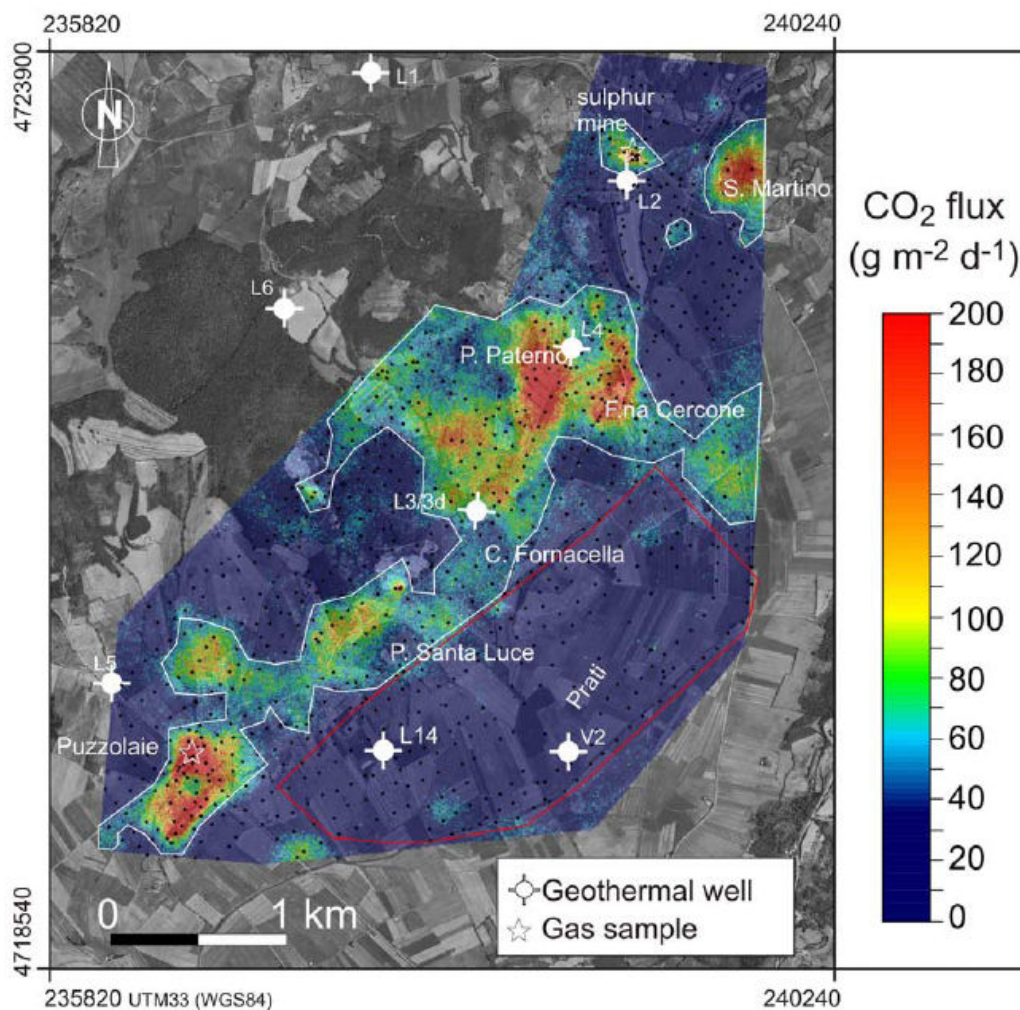 235820
240240
4723900
N
L1
sulphur
mine
S. Martino
L2
CO2 flux
(g m-2 d-1)
L6
L4
P. Paterno
F.na Cercone
L3/3d
C. Fornacella
P. Santa Luce
L5
Prati
Puzzolaie
L14
V2
200
180
160
140
120
100
80
60
40
20
0
0 1 km
Geothermal well
Gas sample
4718540
235820 UTM33 (WGS84)
240240